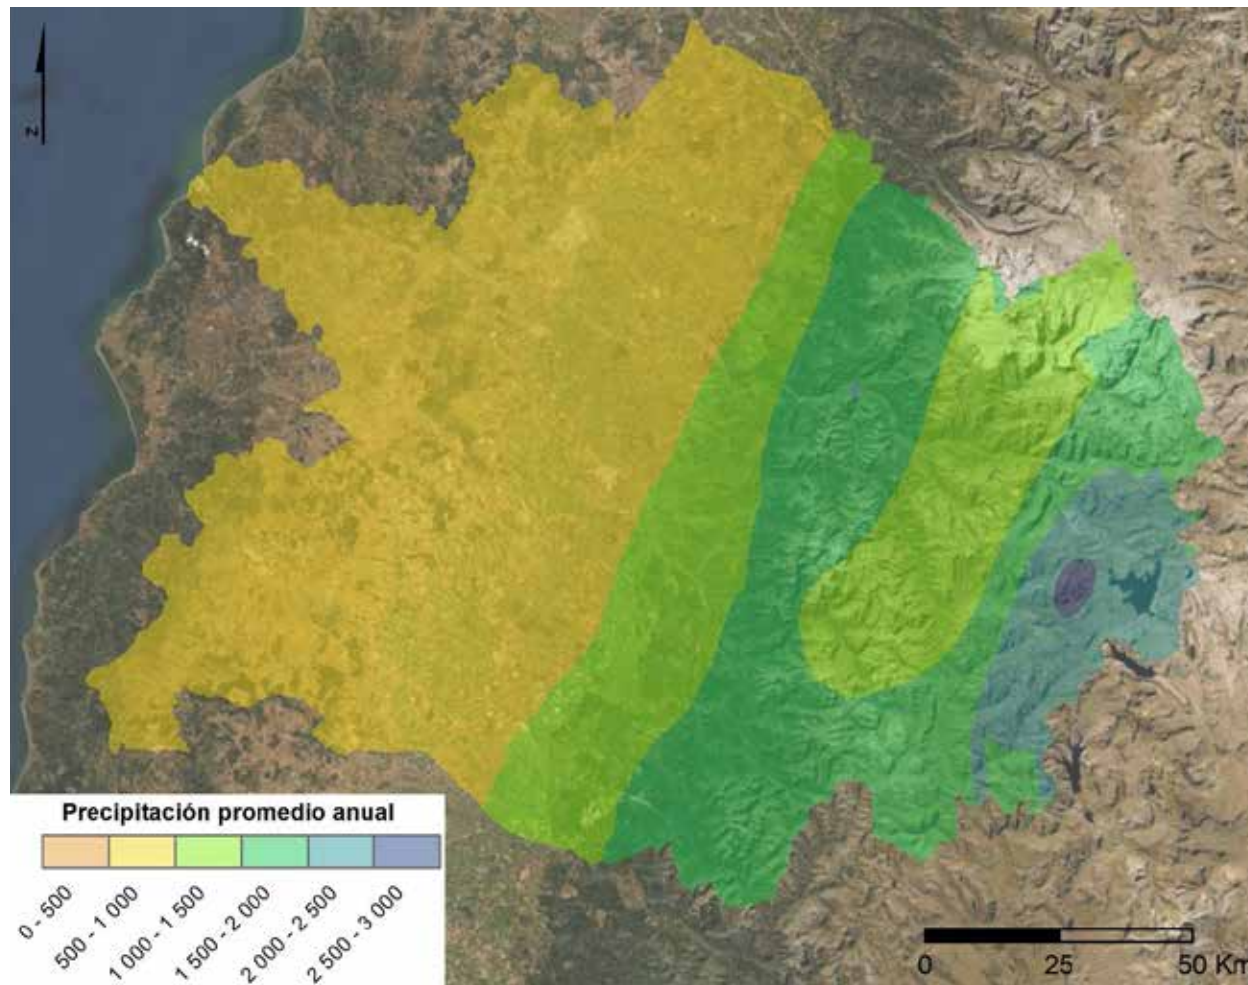 N
Precipitación promedio anual
0 - 500
500 - 1 000
1 000 - 1 500
1 500 - 2 000
2 000 - 2 500
2 500 - 3 000
0 25 50 Km